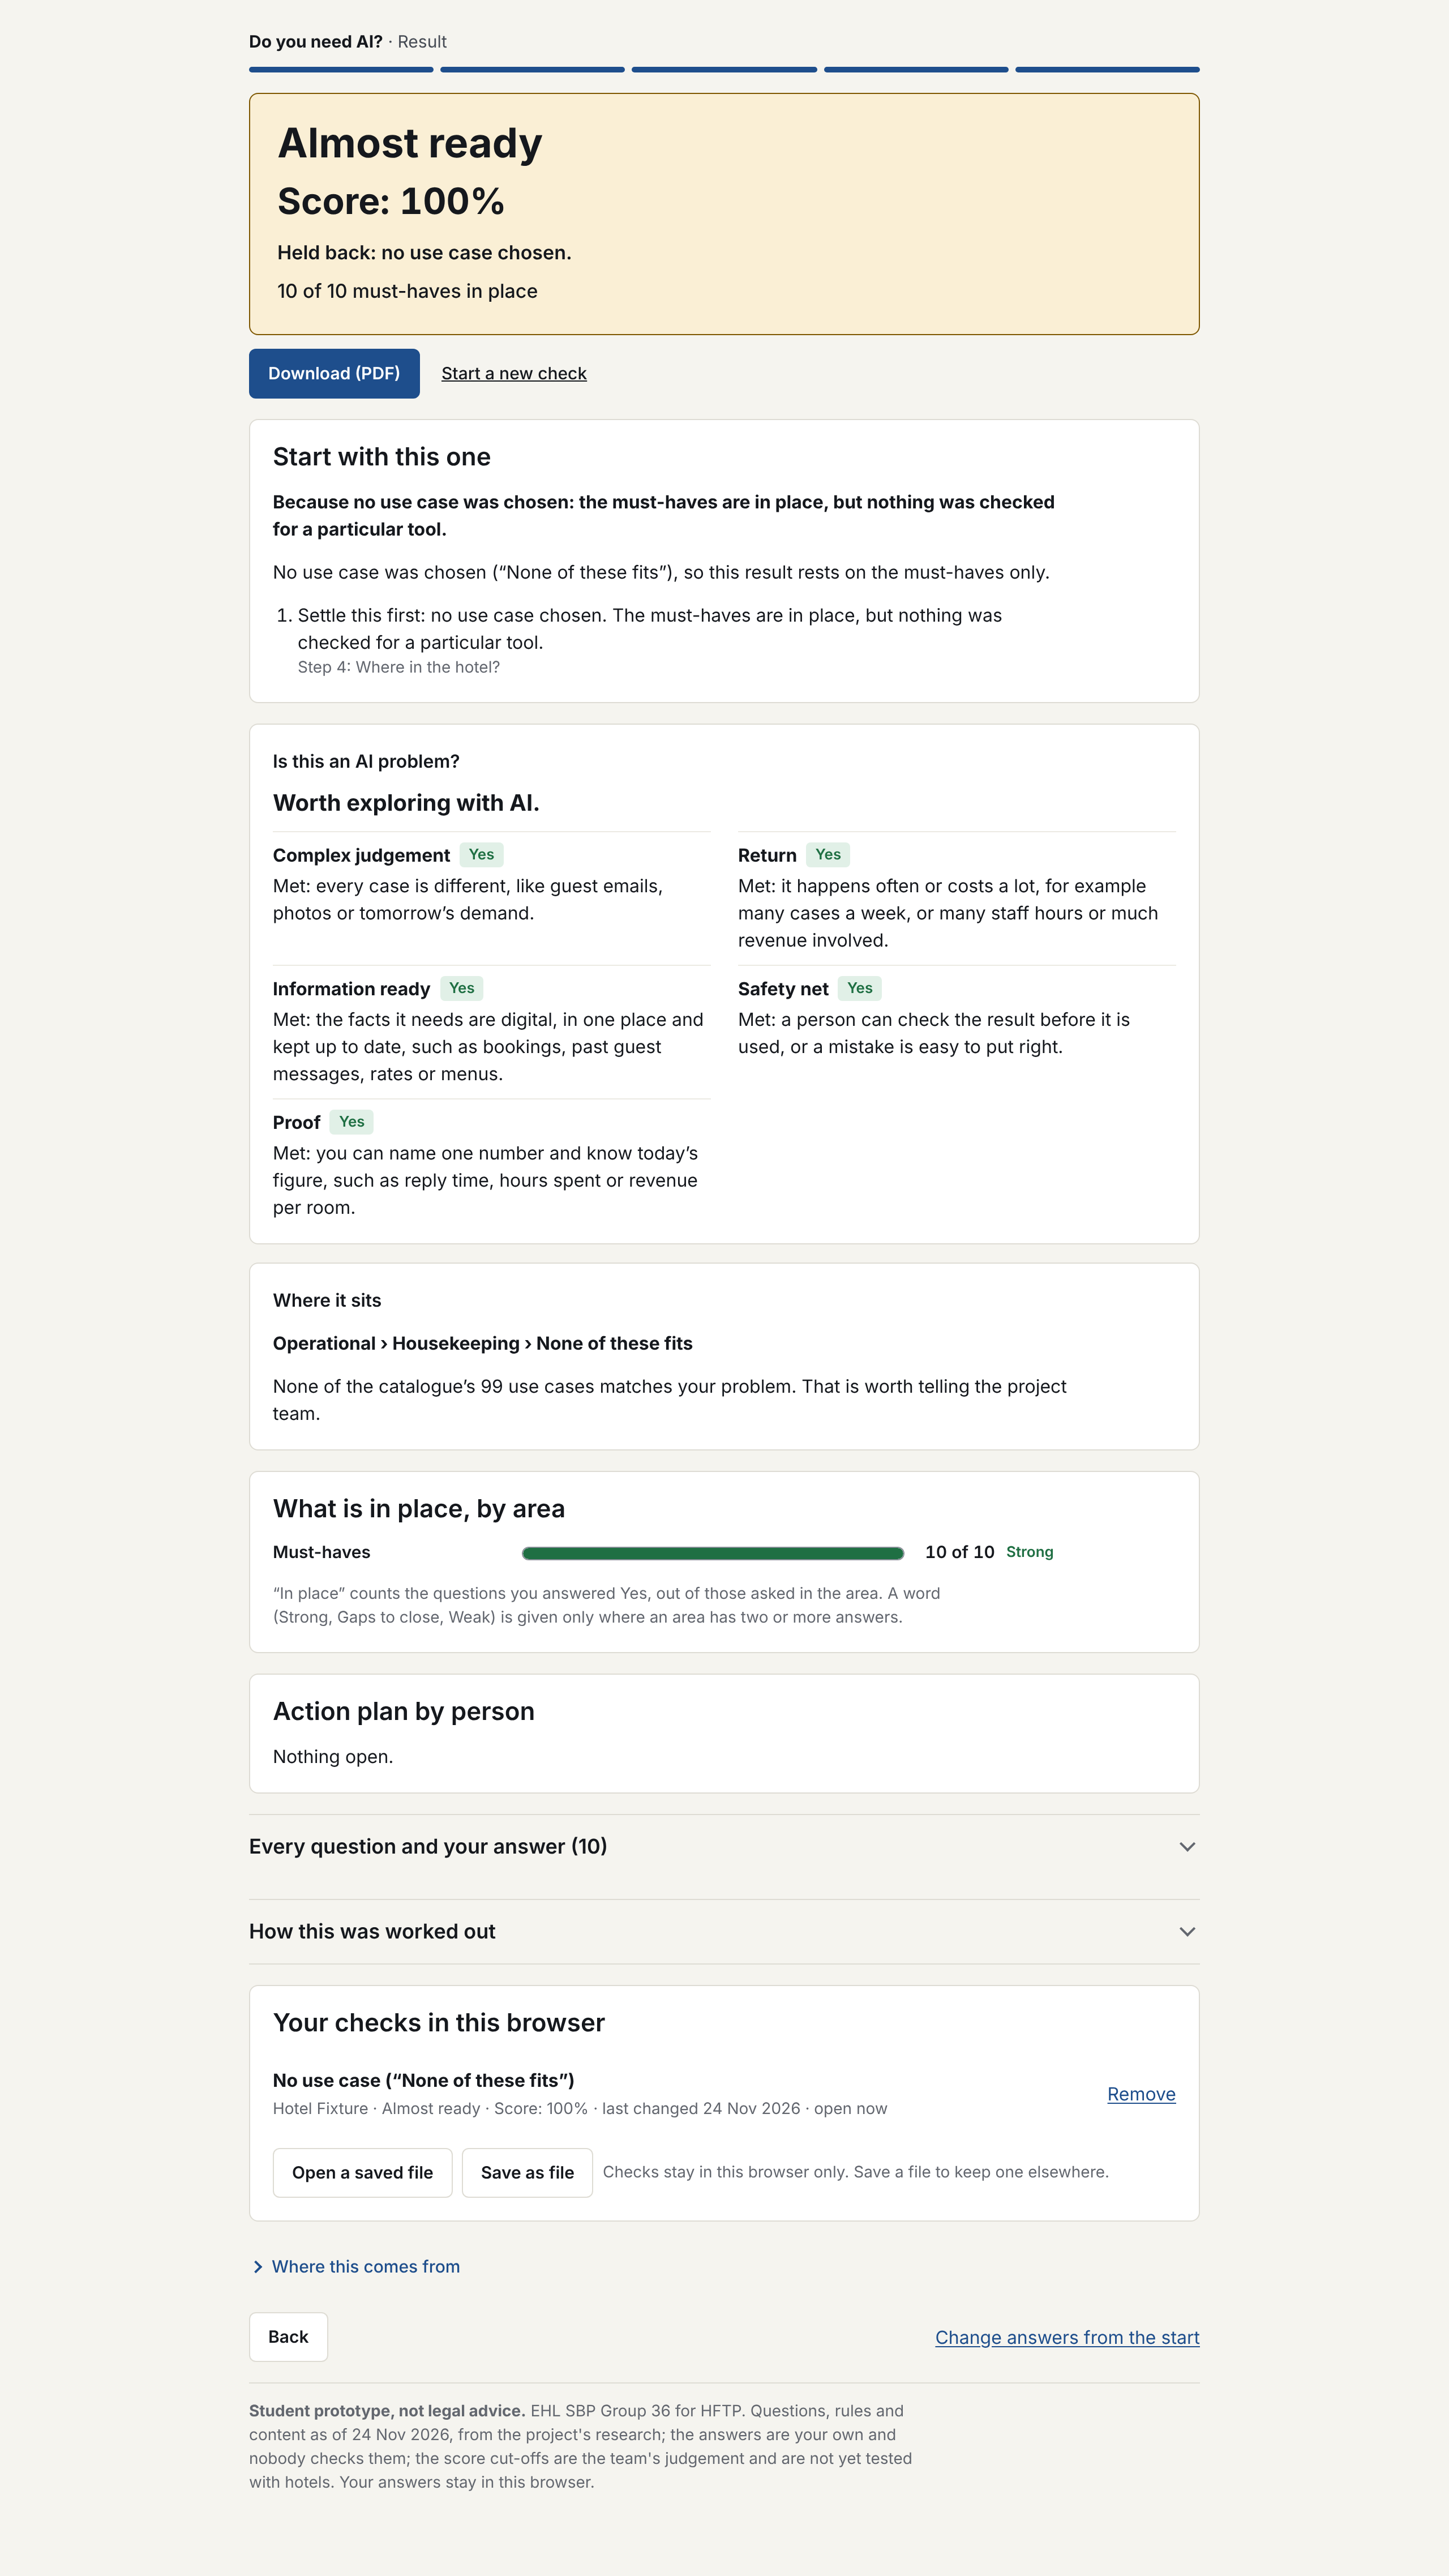 Do you need AI? · Result
Almost ready
Score: 100%
Held back: no use case chosen.
10 of 10 must-haves in place
Download (PDF)
Start a new check
Start with this one
Because no use case was chosen: the must-haves are in place, but nothing was checked
for a particular tool.
No use case was chosen (“None of these fits”), so this result rests on the must-haves only.
1. Settle this first: no use case chosen. The must-haves are in place, but nothing was
checked for a particular tool.
Step 4: Where in the hotel?
Is this an AI problem?
Worth exploring with AI.
Complex judgement Yes
Met: every case is different, like guest emails,
photos or tomorrow’s demand.
Return Yes
Met: it happens often or costs a lot, for example
many cases a week, or many staff hours or much
revenue involved.
Information ready Yes
Met: the facts it needs are digital, in one place and
kept up to date, such as bookings, past guest
messages, rates or menus.
Safety net Yes
Met: a person can check the result before it is
used, or a mistake is easy to put right.
Proof Yes
Met: you can name one number and know today’s
figure, such as reply time, hours spent or revenue
per room.
Where it sits
Operational › Housekeeping › None of these fits
None of the catalogue’s 99 use cases matches your problem. That is worth telling the project
team.
What is in place, by area
Must-haves 10 of 10 Strong
“In place” counts the questions you answered Yes, out of those asked in the area. A word
(Strong, Gaps to close, Weak) is given only where an area has two or more answers.
Action plan by person
Nothing open.
Every question and your answer (10)
How this was worked out
Your checks in this browser
No use case (“None of these fits”)
Hotel Fixture · Almost ready · Score: 100% · last changed 24 Nov 2026 · open now
Remove
Open a saved file
Save as file
Checks stay in this browser only. Save a file to keep one elsewhere.
Where this comes from
Back
Change answers from the start
Student prototype, not legal advice. EHL SBP Group 36 for HFTP. Questions, rules and
content as of 24 Nov 2026, from the project's research; the answers are your own and
nobody checks them; the score cut-offs are the team's judgement and are not yet tested
with hotels. Your answers stay in this browser.